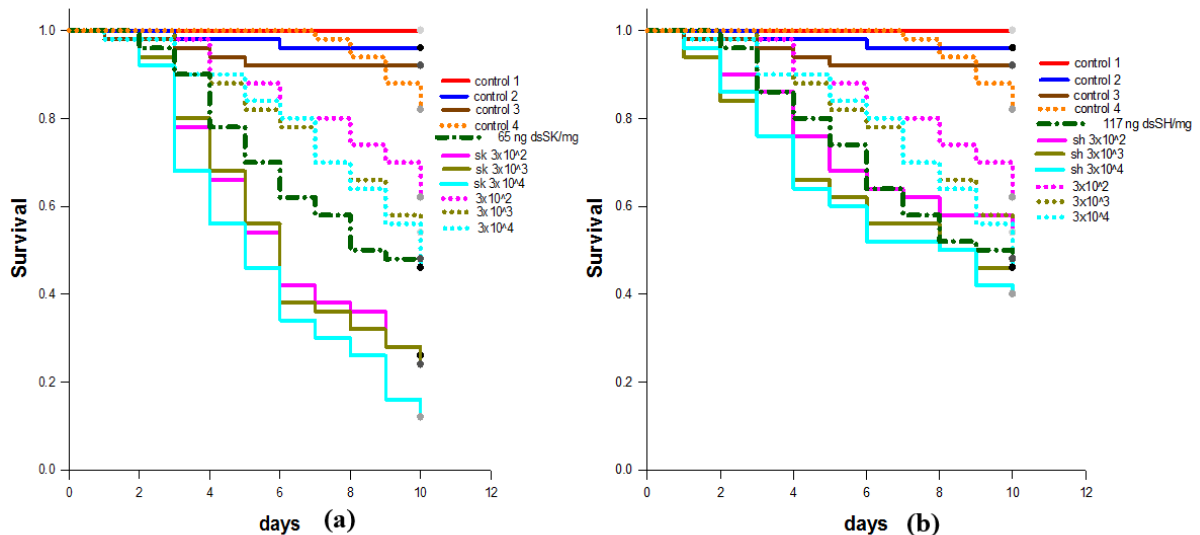 1.0
0.8
0.6
0.4
0.2
0.0
Survival
0
2
4
6
8
10
12
days
(a)
control 1
control 2
control 3
control 4
65 ng dsSK/mg
sk 3x10^2
sk 3x10^3
sk 3x10^4
3x10^2
3x10^3
3x10^4
1.0
0.8
0.6
0.4
0.2
0.0
Survival
0
2
4
6
8
10
12
days
(b)
control 1
control 2
control 3
control 4
117 ng dsSH/mg
sh 3x10^2
sh 3x10^3
sh 3x10^4
3x10^2
3x10^3
3x10^4